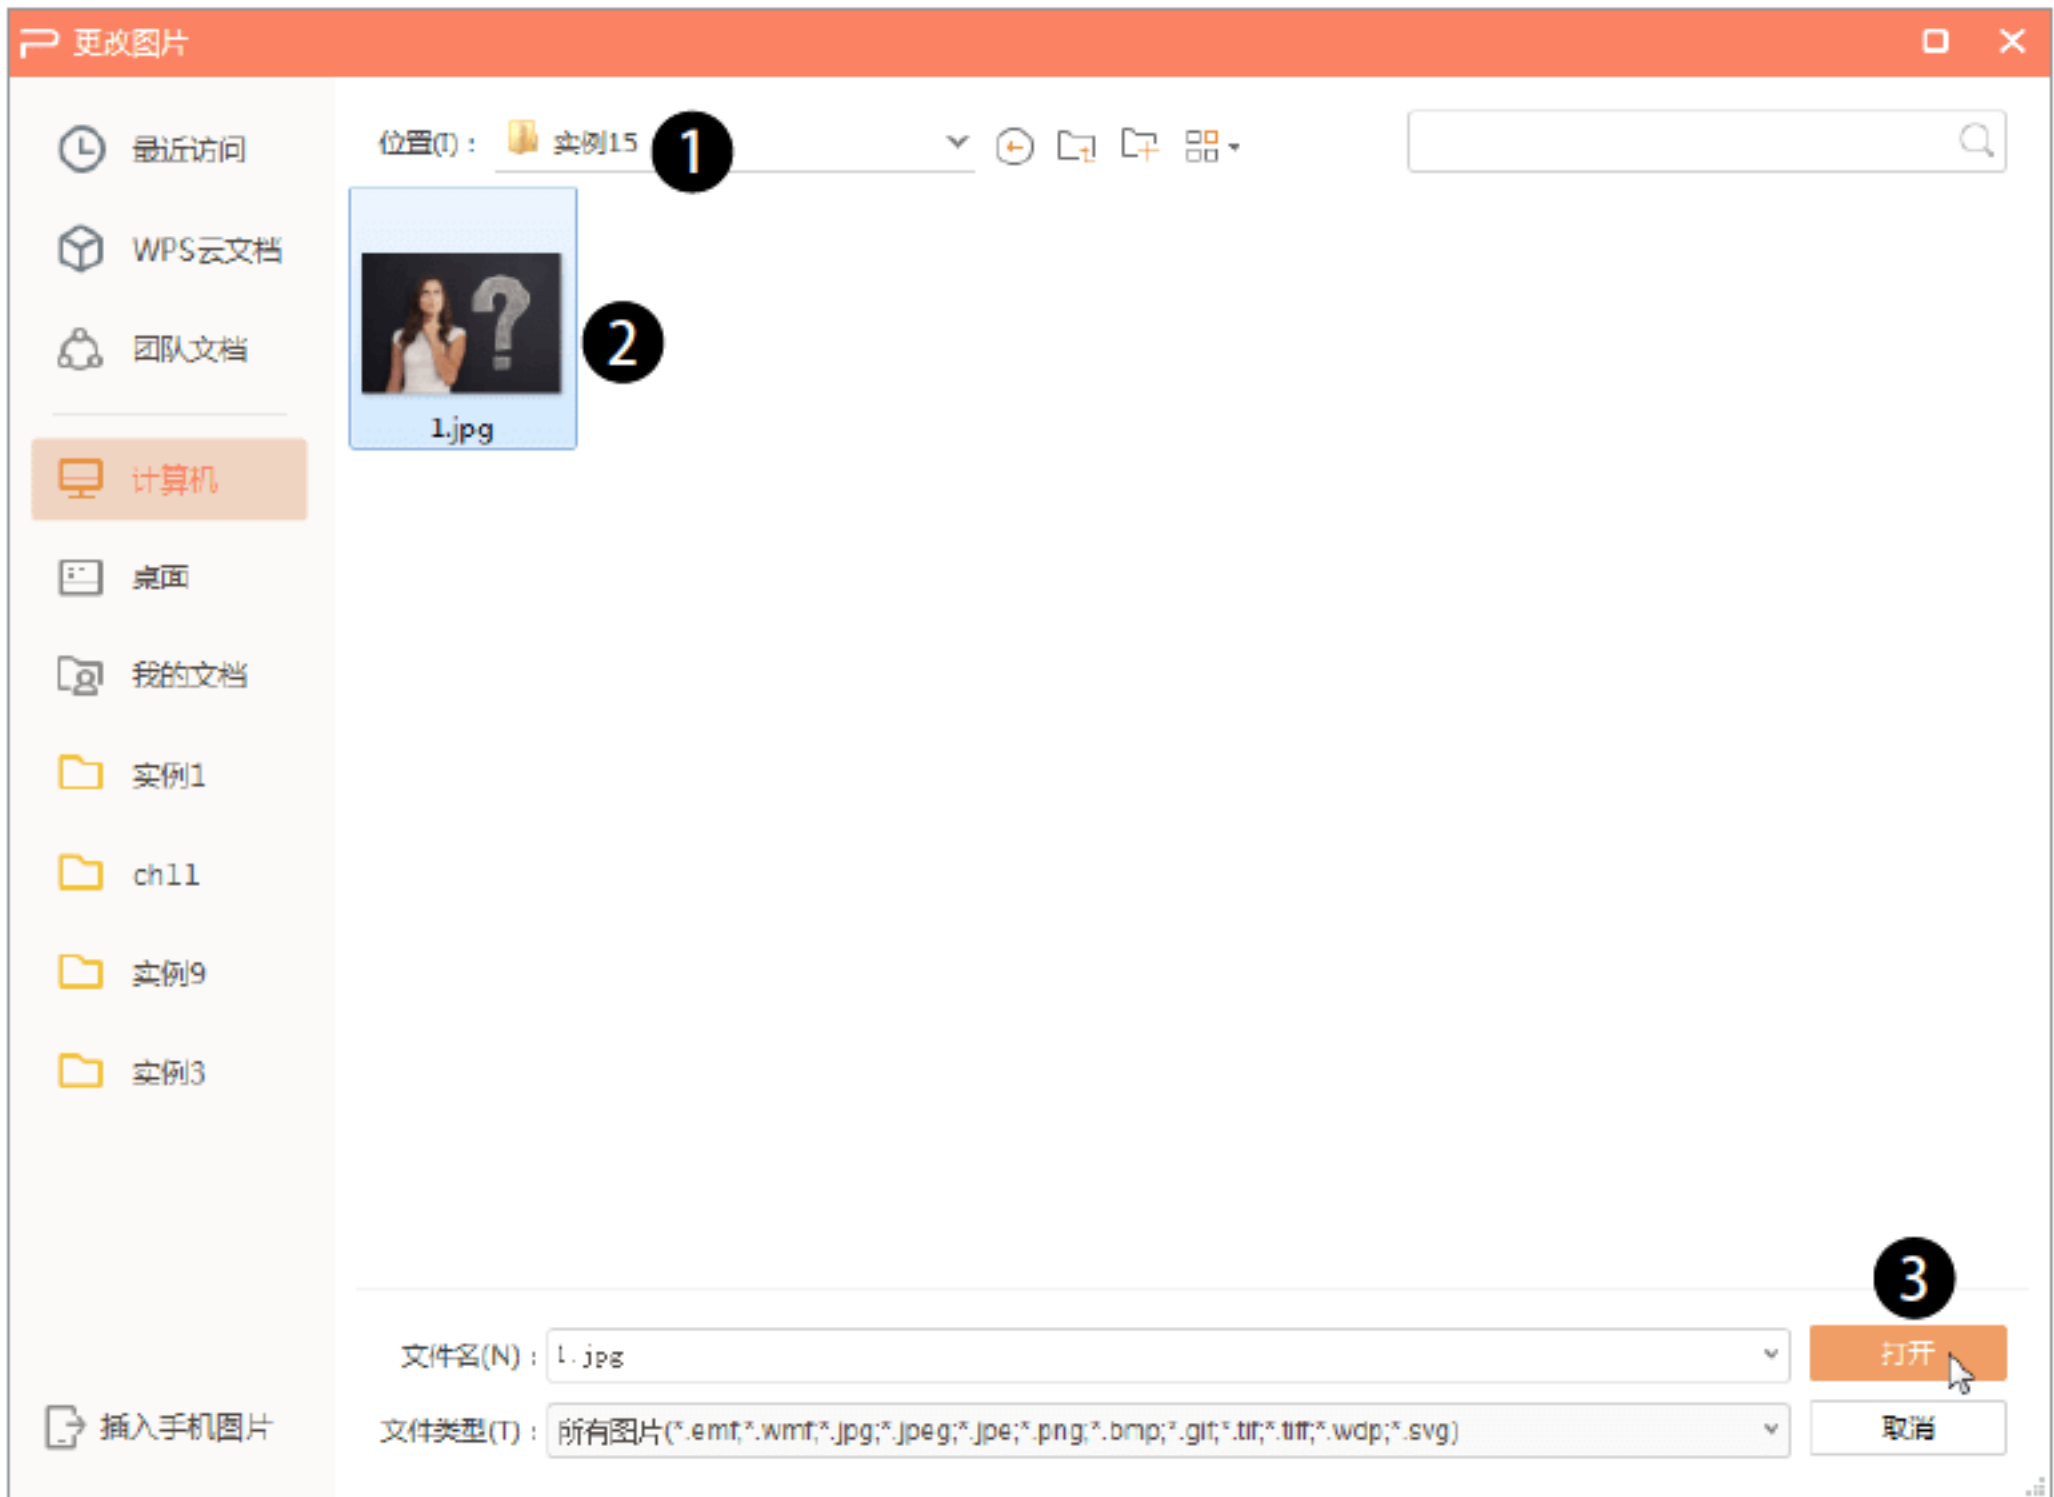 更改图片
最近访问
WPS云文档
团队文档
计算机
桌面
我的文档
实例1
ch11
实例9
实例3
插入手机图片
位置(I)： 实例15 1
?
2
1.jpg
3
文件名(N)： 1.jpg 打开
文件类型(T)： 所有图片(*.emf;*.wmf;*.jpg;*.jpeg;*.jpe;*.png;*.bmp;*.gif;*.tif;*.tiff;*.wdp;*.svg) 取消